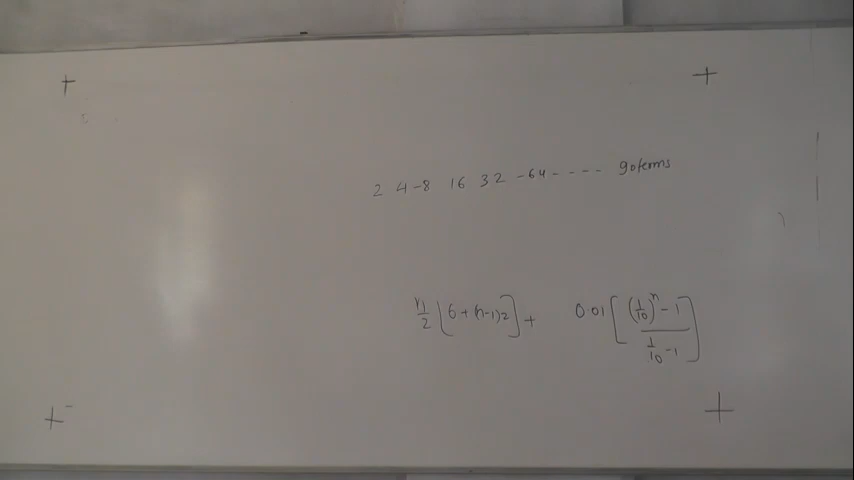 2 4 -8 16 32 -64 - - - - 90 terms
n/2 [6 + (n-1)2] + 0.01 [((1/10)^n - 1)/(1/10 - 1)]